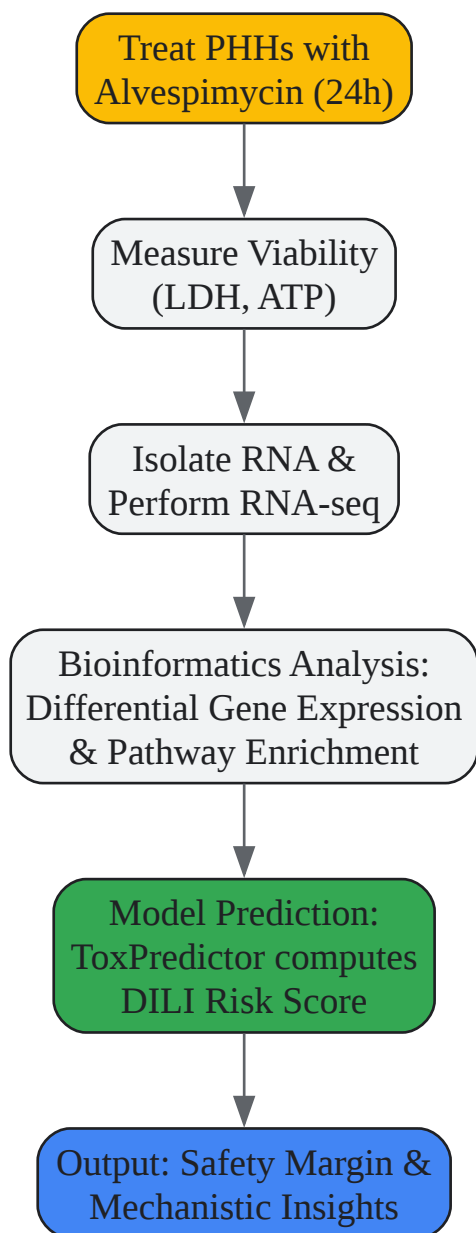 Treat PHHs with
Alvespimycin (24h)
Measure Viability
(LDH, ATP)
Isolate RNA &
Perform RNA-seq
Bioinformatics Analysis:
Differential Gene Expression
& Pathway Enrichment
Model Prediction:
ToxPredictor computes
DILI Risk Score
Output: Safety Margin &
Mechanistic Insights